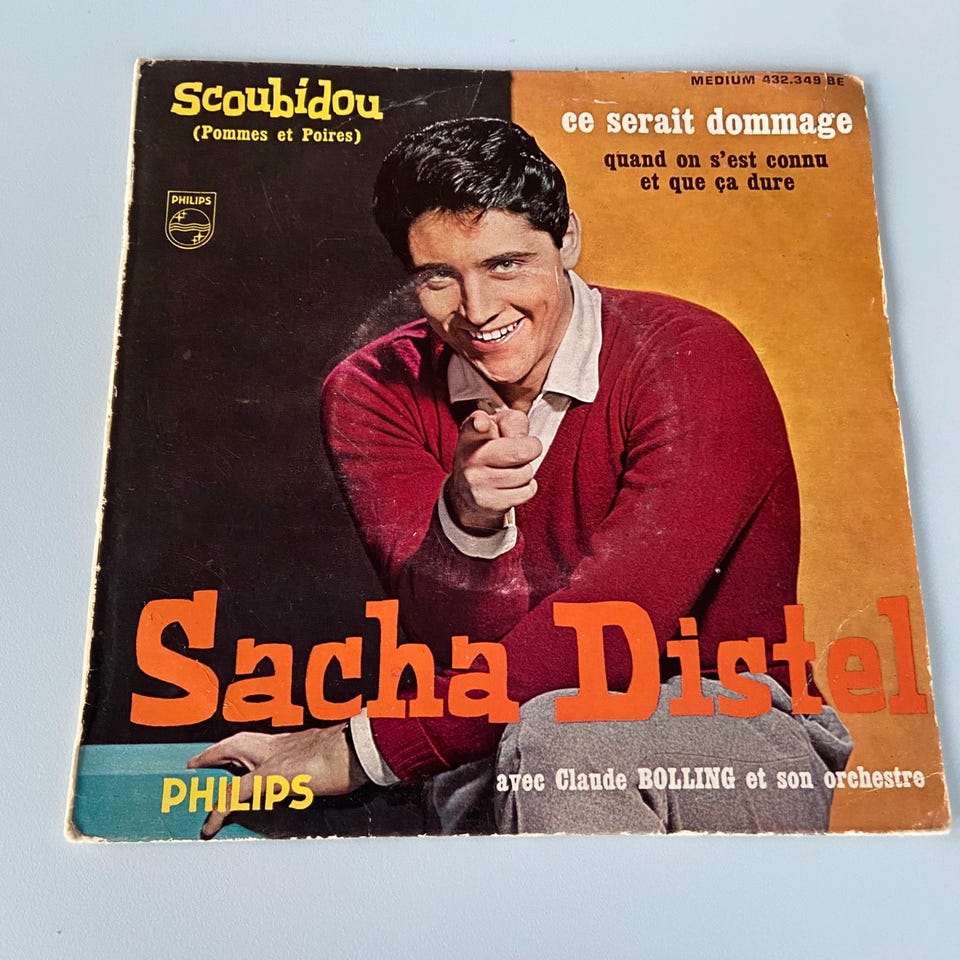 Scoubídou
(Pommes et Poires)
PHILIPS
MEDIUM 432.349 BE
ce serait dommage
quand on s'est connu
et que ça dure
Sacha Distel
PHILIPS
avec Claude BOLLING et son orchestre